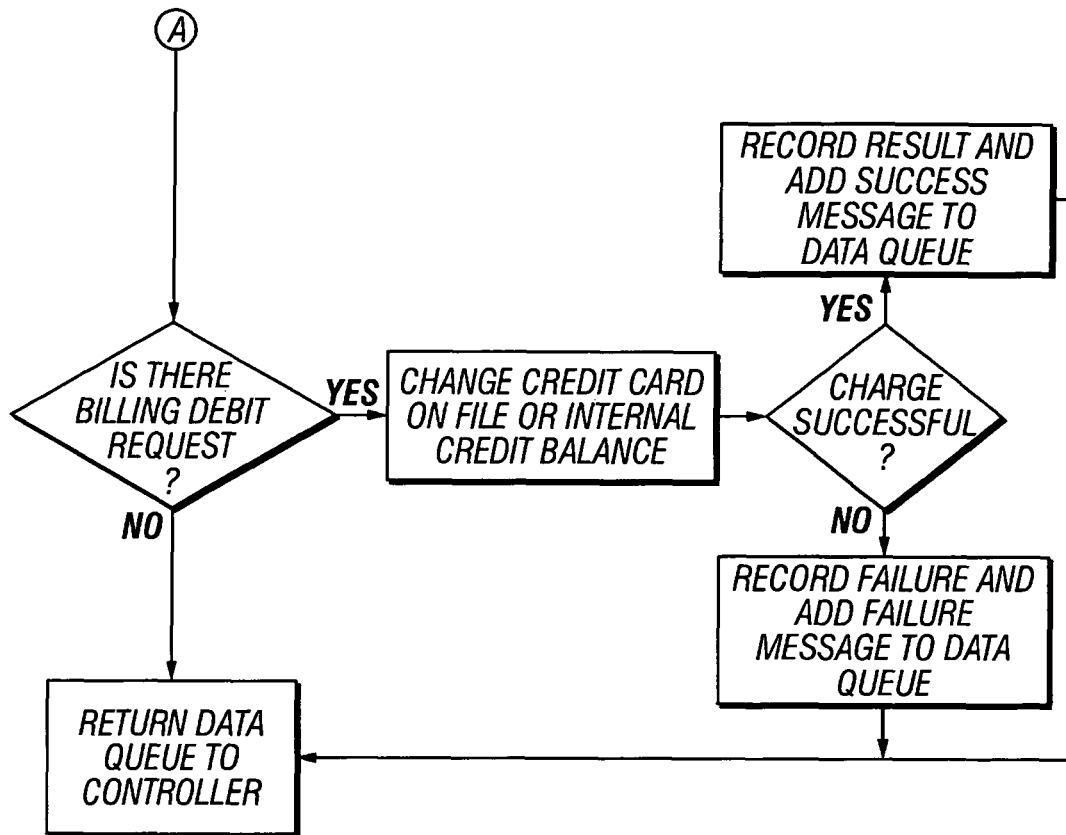 A
IS THERE
BILLING DEBIT
REQUEST
?
YES
NO
CHANGE CREDIT CARD
ON FILE OR INTERNAL
CREDIT BALANCE
CHARGE
SUCCESSFUL
?
YES
RECORD RESULT AND
ADD SUCCESS
MESSAGE TO
DATA QUEUE
NO
RECORD FAILURE AND
ADD FAILURE
MESSAGE TO DATA
QUEUE
RETURN DATA
QUEUE TO
CONTROLLER